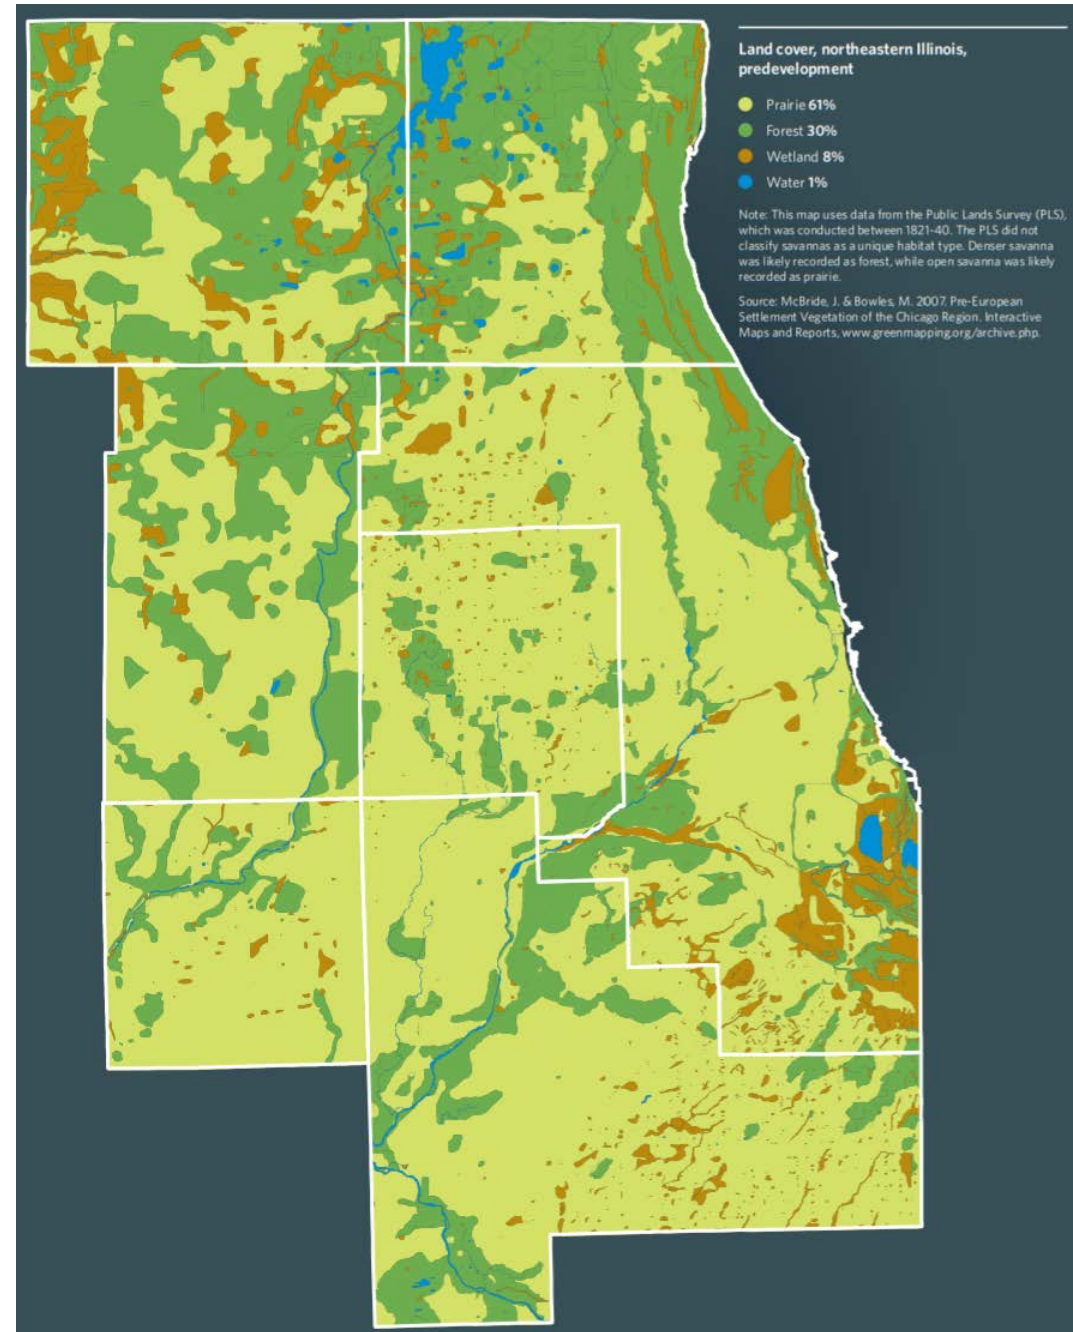 Land cover, northeastern Illinois,
predevelopment
Prairie 61%
Forest 30%
Wetland 8%
Water 1%
Note: This map uses data from the Public Lands Survey (PLS),
which was conducted between 1821-40. The PLS did not
classify savannas as a unique habitat type. Denser savanna
was likely recorded as forest, while open savanna was likely
recorded as prairie.
Source: McBride, J. & Bowles, M. 2007. Pre-European
Settlement Vegetation of the Chicago Region. Interactive
Maps and Reports, www.greenmapping.org/archive.php.